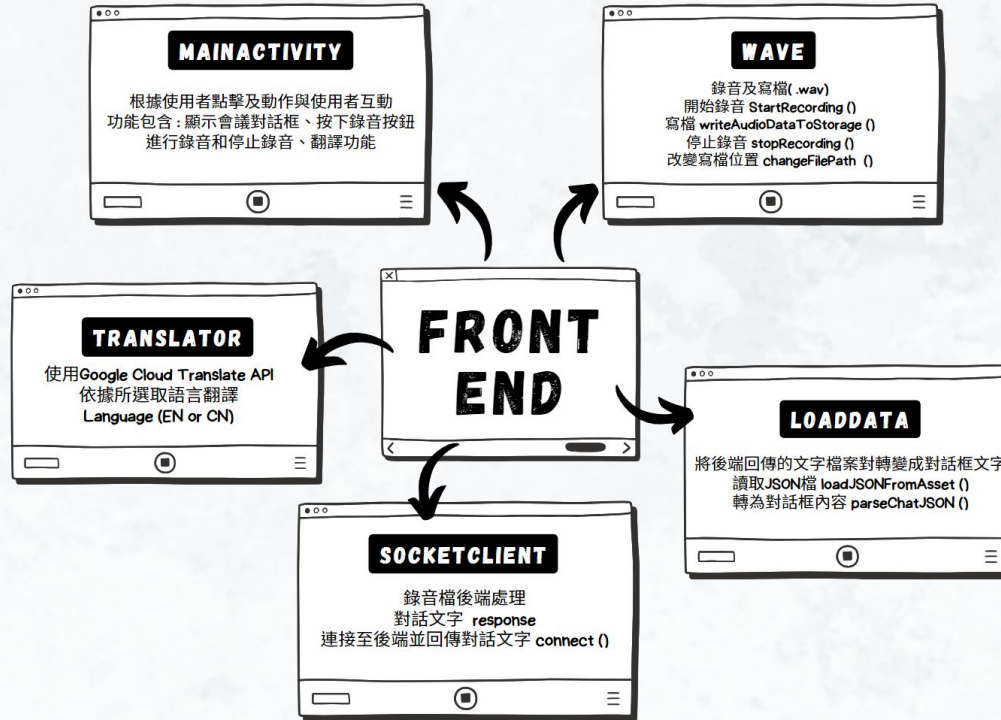 MAINACTIVITY
根據使用者點擊及動作與使用者互動
功能包含 : 顯示會議對話框、按下錄音按鈕
進行錄音和停止錄音、翻譯功能
WAVE
錄音及寫檔( .wav)
開始錄音 StartRecording ()
寫檔 writeAudioDataToStorage ()
停止錄音 stopRecording ()
改變寫檔位置 changeFilePath ()
FRONT
END
TRANSLATOR
使用Google Cloud Translate API
依據所選取語言翻譯
Language (EN or CN)
LOADDATA
將後端回傳的文字檔案對轉變成對話框文字
讀取JSON檔 loadJSONFromAsset ()
轉為對話框內容 parseChatJSON ()
SOCKETCLIENT
錄音檔後端處理
對話文字 response
連接至後端並回傳對話文字 connect ()